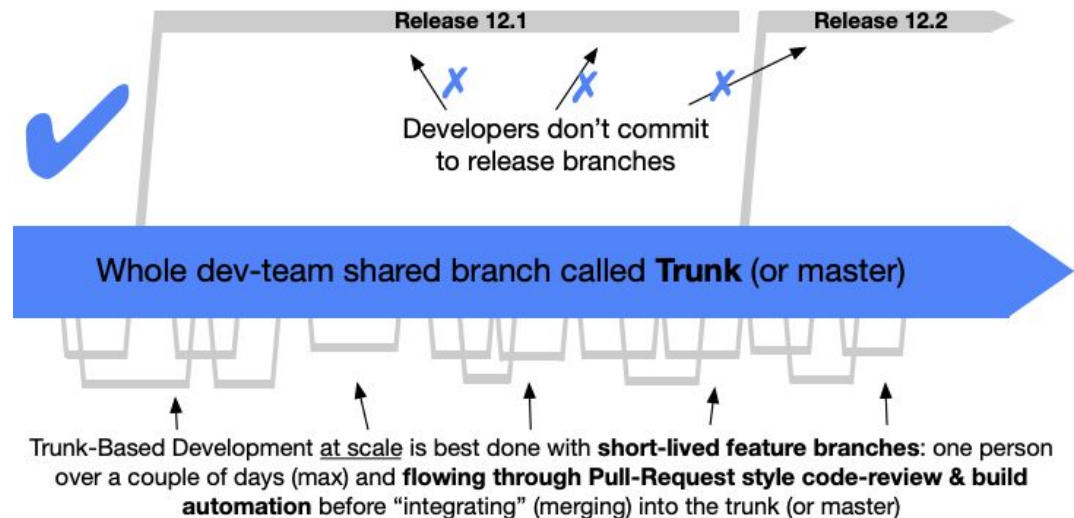 Release 12.1
Release 12.2
Developers don’t commit
to release branches
Whole dev-team shared branch called Trunk (or master)
Trunk-Based Development at scale is best done with short-lived feature branches: one person
over a couple of days (max) and flowing through Pull-Request style code-review & build
automation before “integrating” (merging) into the trunk (or master)